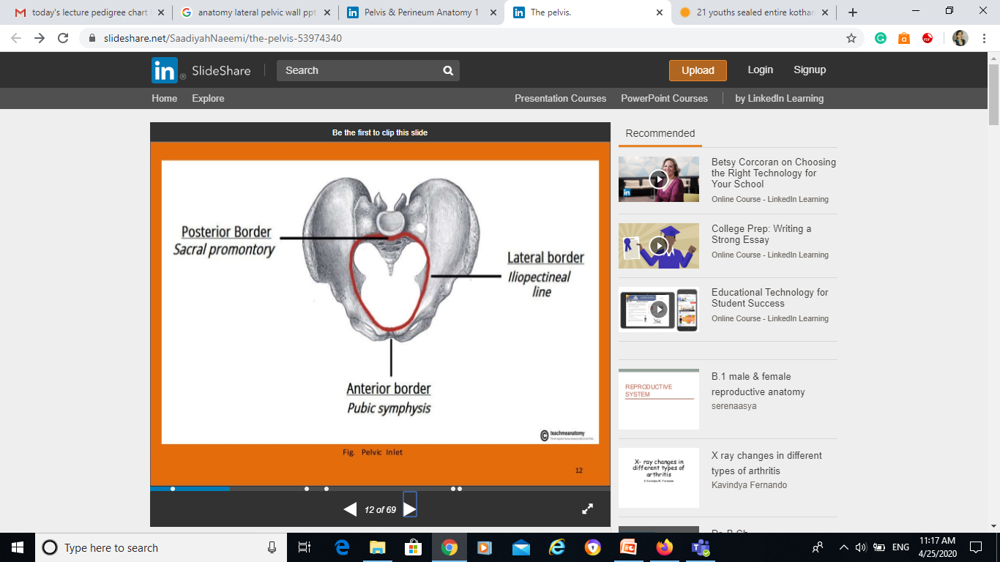 today's lecture pedigree chart
anatomy lateral pelvic wall ppt
Pelvis & Perineum Anatomy 1
The pelvis.
21 youths sealed entire kothar
slideshare.net/SaadiyahNaeemi/the-pelvis-53974340
in SlideShare
Search
Upload
Login
Signup
Home
Explore
Presentation Courses
PowerPoint Courses
by LinkedIn Learning
Be the first to clip this slide
Posterior Border
Sacral promontory
Lateral border
Iliopectineal
line
Anterior border
Pubic symphysis
© teachmeanatomy
Fig. Pelvic Inlet
12
12 of 69
Recommended
Betsy Corcoran on Choosing
the Right Technology for
Your School
Online Course - LinkedIn Learning
College Prep: Writing a
Strong Essay
Online Course - LinkedIn Learning
Educational Technology for
Student Success
Online Course - LinkedIn Learning
REPRODUCTIVE
SYSTEM
B.1 male & female
reproductive anatomy
serenaasya
X- ray changes in
different types of
arthritis
X ray changes in different
types of arthritis
Kavindya Fernando
Type here to search
ENG
11:17 AM
4/25/2020